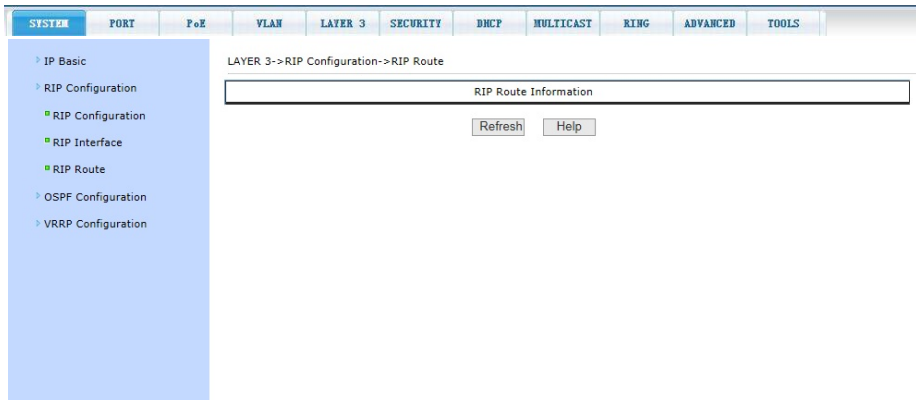 SYSTEM PORT PoE VLAN LAYER 3 SECURITY DHCP MULTICAST RING ADVANCED TOOLS
IP Basic
RIP Configuration
RIP Configuration
RIP Interface
RIP Route
OSPF Configuration
VRRP Configuration
LAYER 3->RIP Configuration->RIP Route
RIP Route Information
Refresh Help